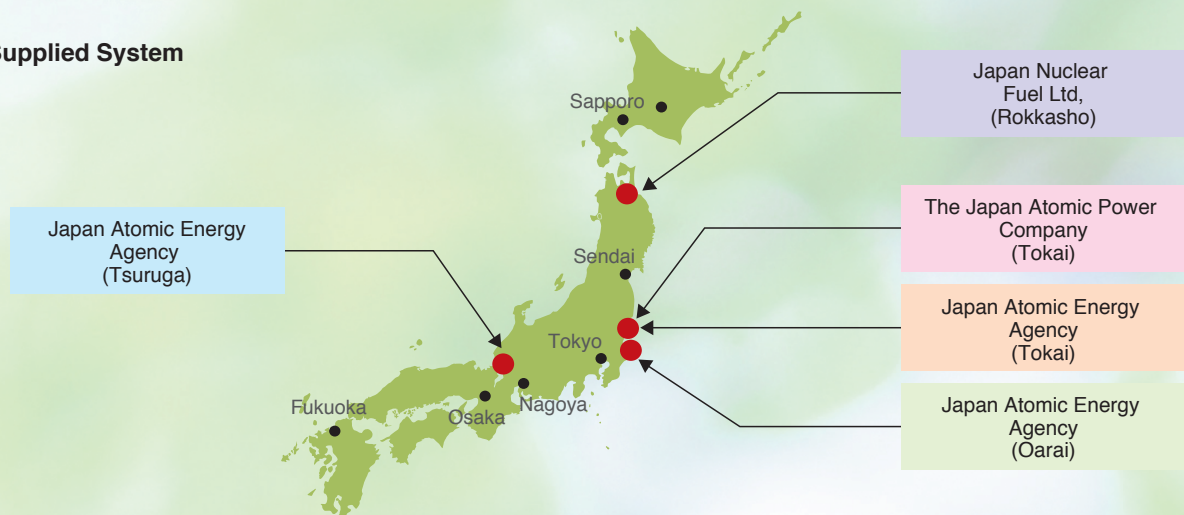 Supplied System
Japan Nuclear
Fuel Ltd,
(Rokkasho)
Sapporo
The Japan Atomic Power
Company
(Tokai)
Japan Atomic Energy
Agency
(Tsuruga)
Sendai
Japan Atomic Energy
Agency
(Tokai)
Tokyo
Fukuoka
Osaka
Nagoya
Japan Atomic Energy
Agency
(Oarai)